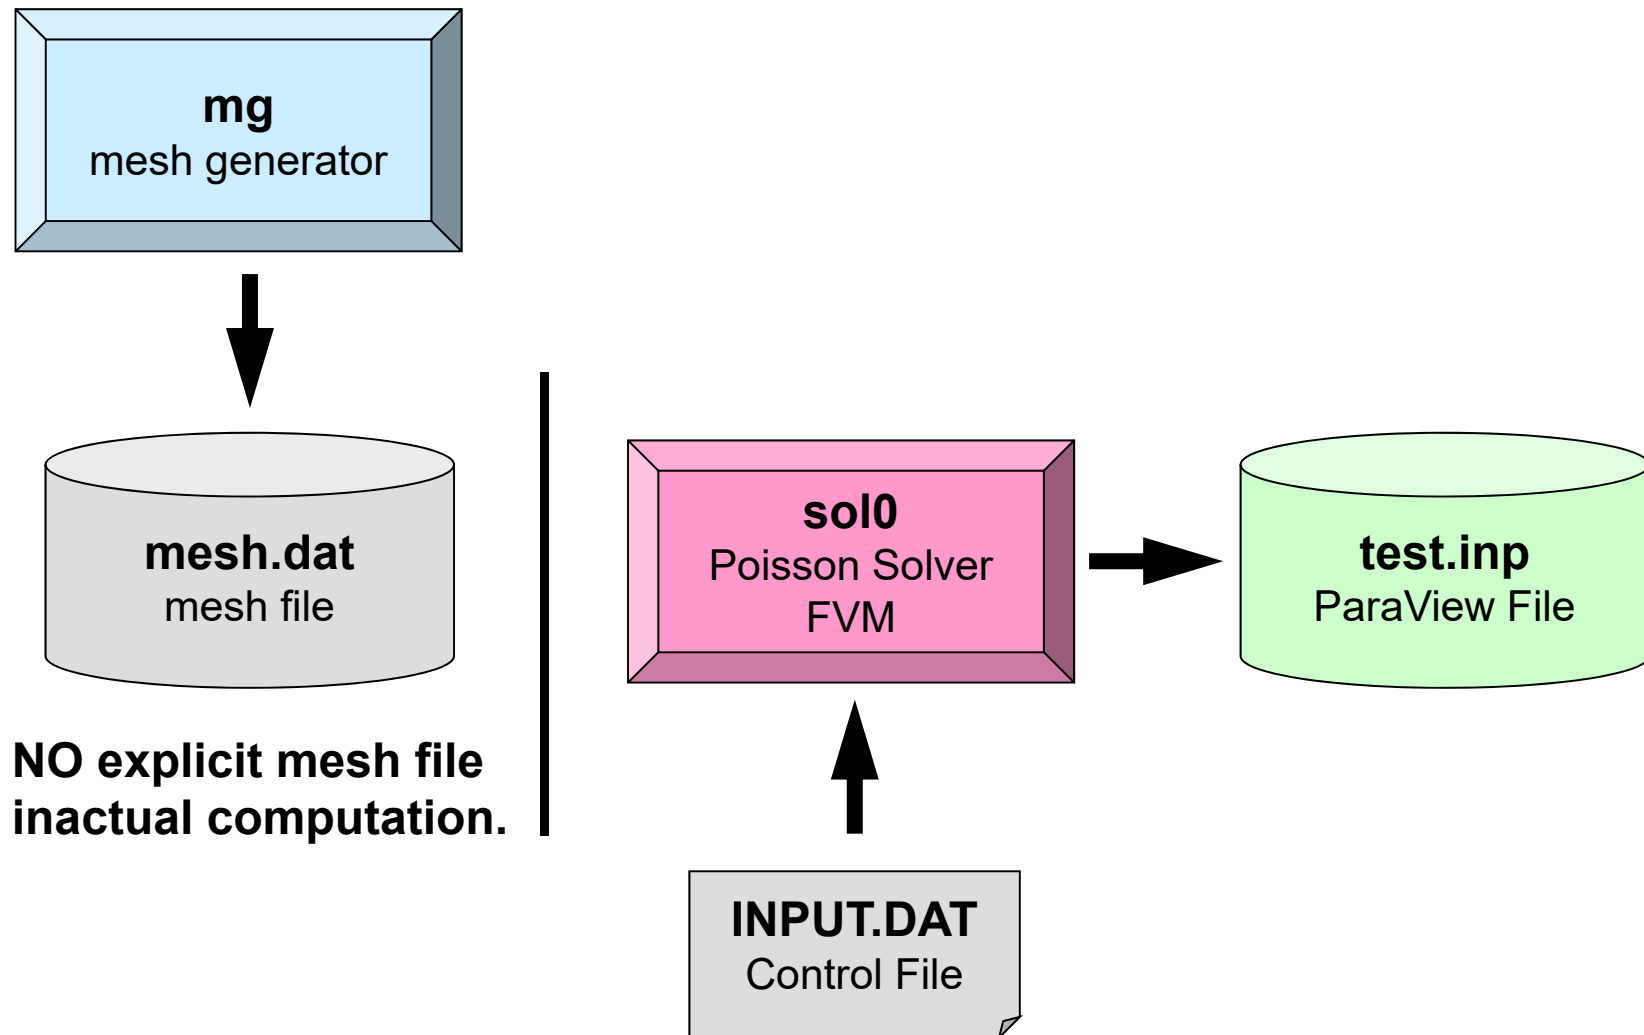 mg
mesh generator
mesh.dat
mesh file
NO explicit mesh file
inactual computation.
sol0
Poisson Solver
FVM
test.inp
ParaView File
INPUT.DAT
Control File